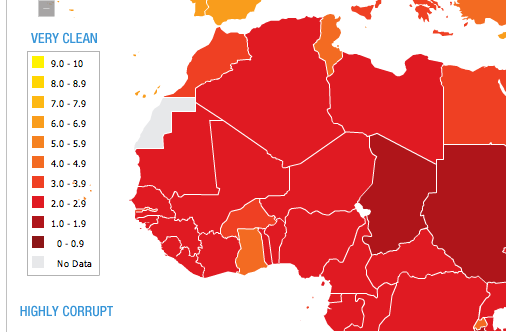 VERY CLEAN
9.0 - 10
8.0 - 8.9
7.0 - 7.9
6.0 - 6.9
5.0 - 5.9
4.0 - 4.9
3.0 - 3.9
2.0 - 2.9
1.0 - 1.9
0 - 0.9
No Data
HIGHLY CORRUPT